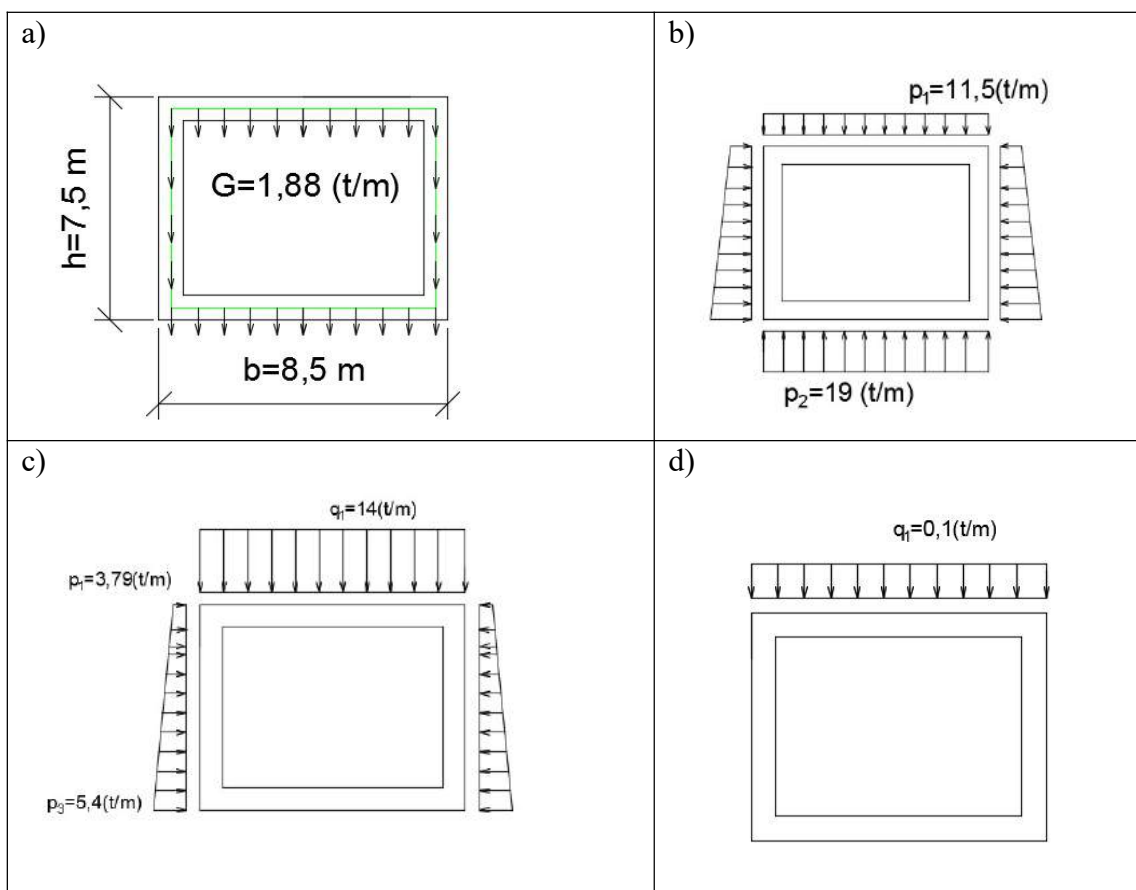 a)
h=7,5 m
G=1,88 (t/m)
b=8,5 m
b)
p₁=11,5(t/m)
p₂=19 (t/m)
c)
q₁=14(t/m)
p₁=3,79(t/m)
p₃=5,4(t/m)
d)
q₁=0,1(t/m)